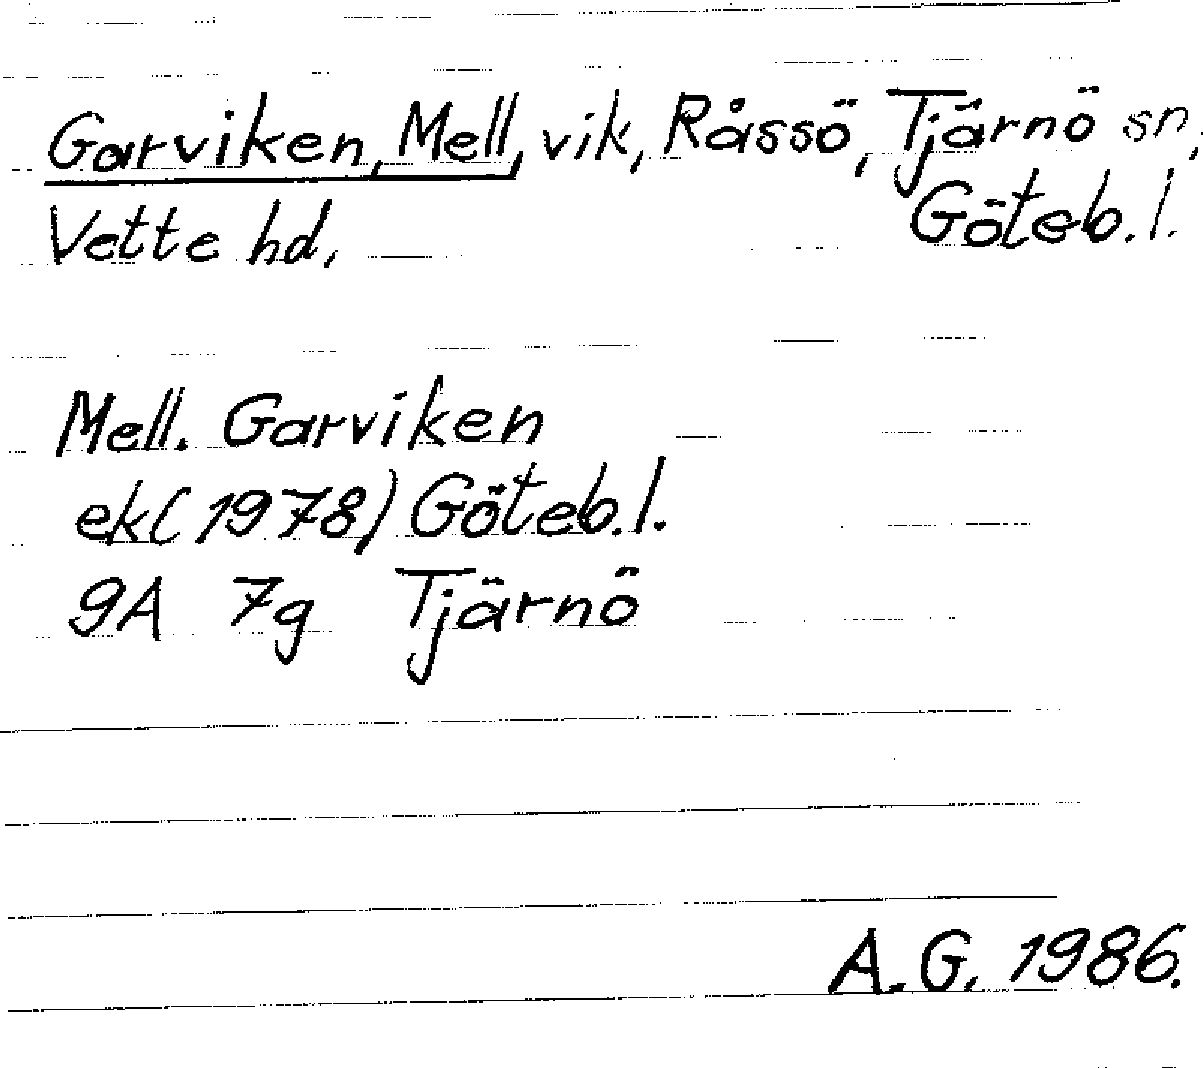 Garviken, Mell, vik, Råssö, Tjärnö sn,
Vette hd, Göteb.l.
Mell. Garviken
ek(1978) Göteb.l.
9A 7g Tjärnö
A.G. 1986.